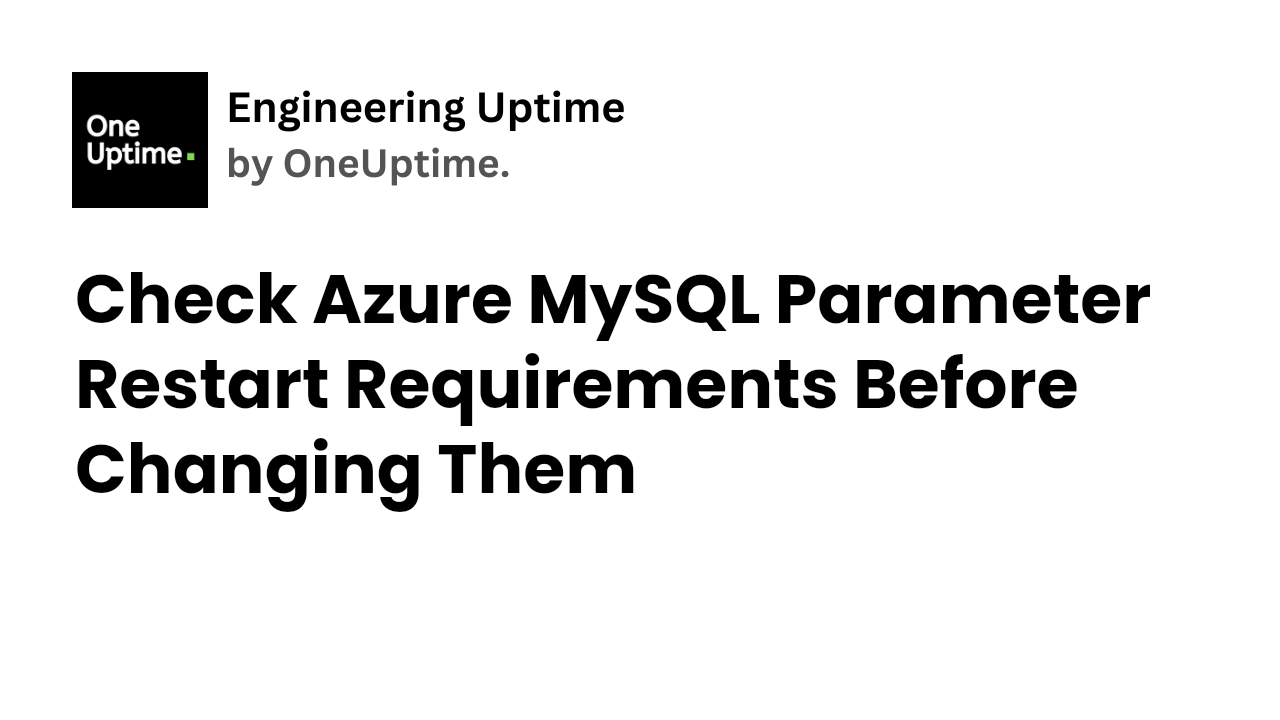 One
Uptime.
Engineering Uptime
by OneUptime.
Check Azure MySQL Parameter
Restart Requirements Before
Changing Them